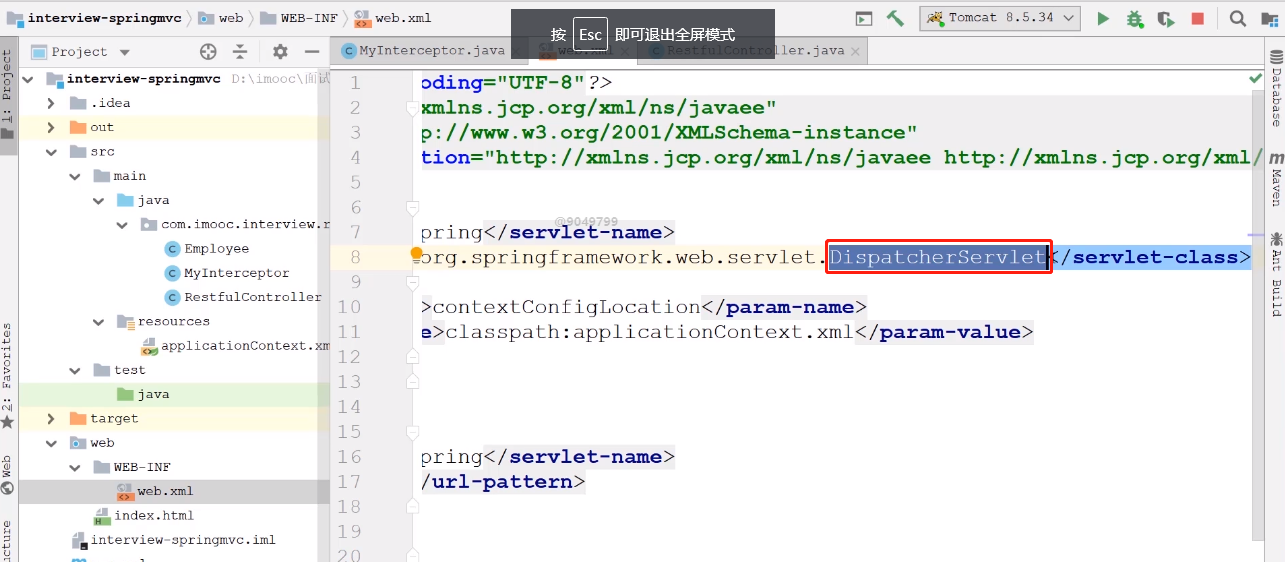 interview-springmvc
web
WEB-INF
web.xml
按 Esc 即可退出全屏模式
Tomcat 8.5.34
Project
MyInterceptor.java
web.xml
RestfulController.java
1: Project
2: Favorites
Web
Database
m
Maven
Ant Build
interview-springmvc D:\imooc\面试
.idea
out
src
main
java
com.imooc.interview.r
Employee
MyInterceptor
RestfulController
resources
applicationContext.xm
test
java
target
web
WEB-INF
web.xml
index.html
interview-springmvc.iml
1 oding="UTF-8"?>
2 xmlns.jcp.org/xml/ns/javaee"
3 p://www.w3.org/2001/XMLSchema-instance"
4 tion="http://xmlns.jcp.org/xml/ns/javaee http://xmlns.jcp.org/xml/
5
6
@9049799
7 pring</servlet-name>
8 org.springframework.web.servlet.DispatcherServlet</servlet-class>
9
10 >contextConfigLocation</param-name>
11 e>classpath:applicationContext.xml</param-value>
12
13
14
15
16 pring</servlet-name>
17 /url-pattern>
18
19
20